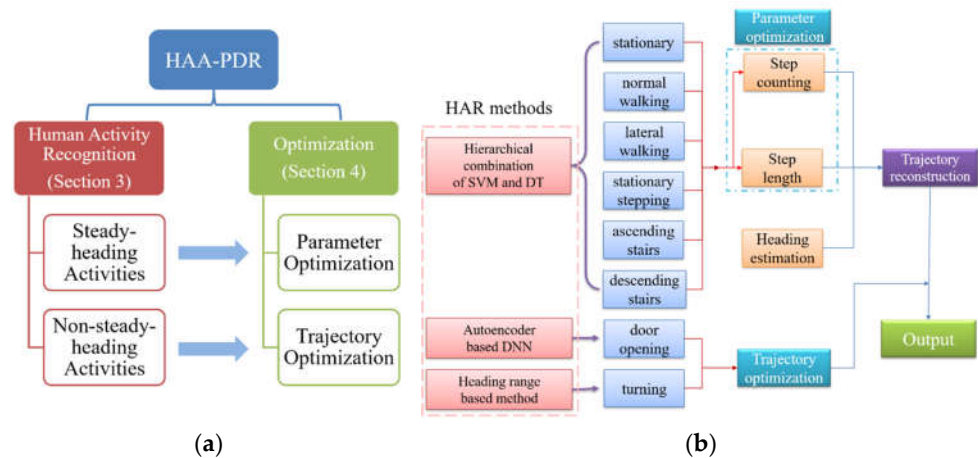 HAA-PDR
Human Activity
Recognition
(Section 3)
Optimization
(Section 4)
Steady-
heading
Activities
Parameter
Optimization
Non-steady-
heading
Activities
Trajectory
Optimization
(a)
HAR methods
Hierarchical
combination
of SVM and DT
Autoencoder
based DNN
Heading range
based method
stationary
normal
walking
lateral
walking
stationary
stepping
ascending
stairs
descending
stairs
door
opening
turning
Parameter
optimization
Step
counting
Step
length
Heading
estimation
Trajectory
optimization
Trajectory
reconstruction
Output
(b)